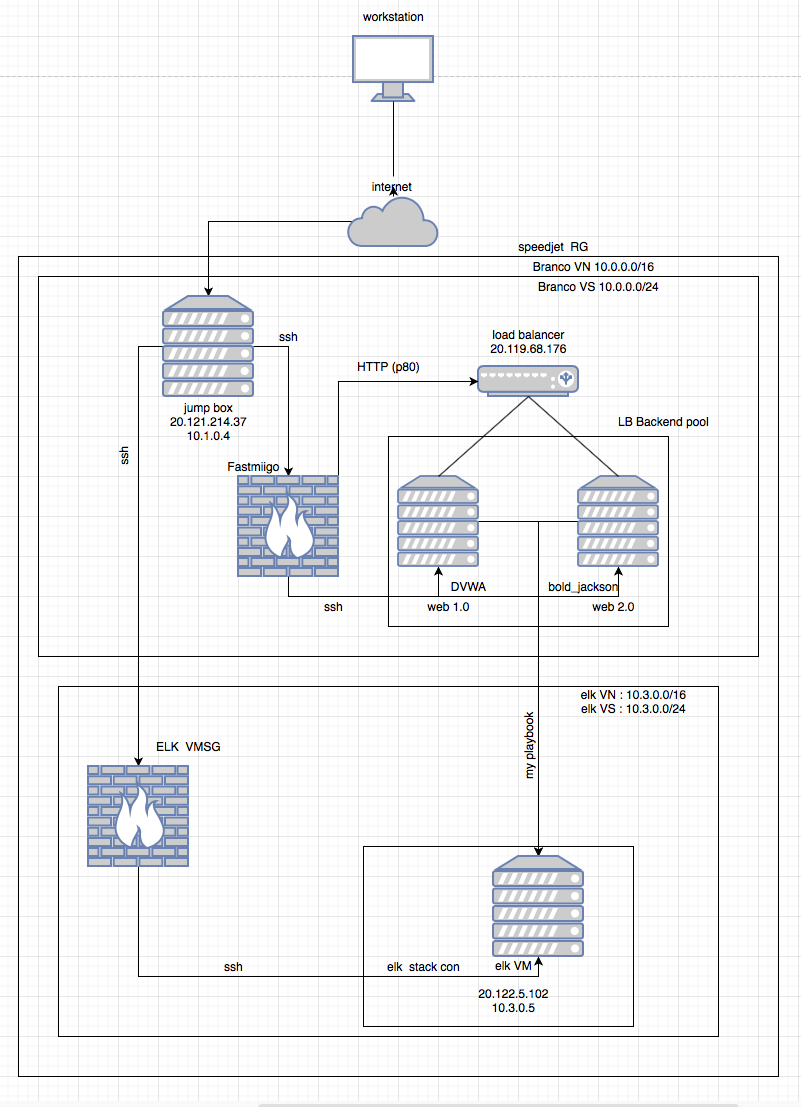 workstation
internet
speedjet  RG
Branco VN 10.0.0.0/16
Branco VS 10.0.0.0/24
load balancer
20.119.68.176
ssh
HTTP (p80)
jump box
20.121.214.37
10.1.0.4
LB Backend pool
ssh
Fastmiigo
DVWA
bold_jackson
ssh
web 1.0
web 2.0
elk VN : 10.3.0.0/16
elk VS : 10.3.0.0/24
my playbook
ELK  VMSG
ssh
elk  stack con
elk VM
20.122.5.102
10.3.0.5